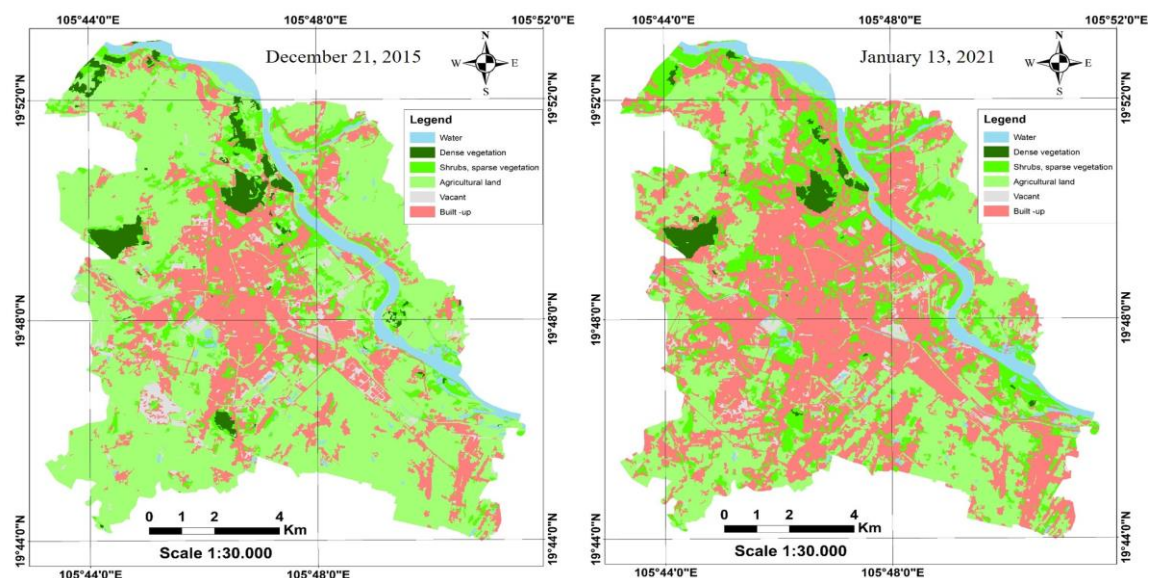 105°44'0"E 105°48'0"E 105°52'0"E
December 21, 2015
N
W E
S
19°52'0"N 19°52'0"N
Legend
Water
Dense vegetation
Shrubs, sparse vegetation
Agricultural land
Vacant
Built -up
19°48'0"N 19°48'0"N
0 1 2 4
Km
Scale 1:30.000
19°44'0"N 19°44'0"N
105°44'0"E 105°48'0"E 105°52'0"E
105°44'0"E 105°48'0"E 105°52'0"E
January 13, 2021
N
W E
S
19°52'0"N 19°52'0"N
Legend
Water
Dense vegetation
Shrubs, sparse vegetation
Agricultural land
Vacant
Built -up
19°48'0"N 19°48'0"N
0 1 2 4
Km
Scale 1:30.000
19°44'0"N 19°44'0"N
105°44'0"E 105°48'0"E 105°52'0"E